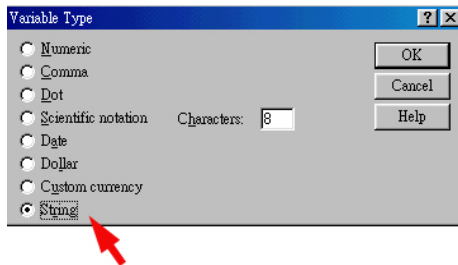 Variable Type
Numeric
Comma
Dot
Scientific notation
Date
Dollar
Custom currency
String
Characters: 8
OK
Cancel
Help